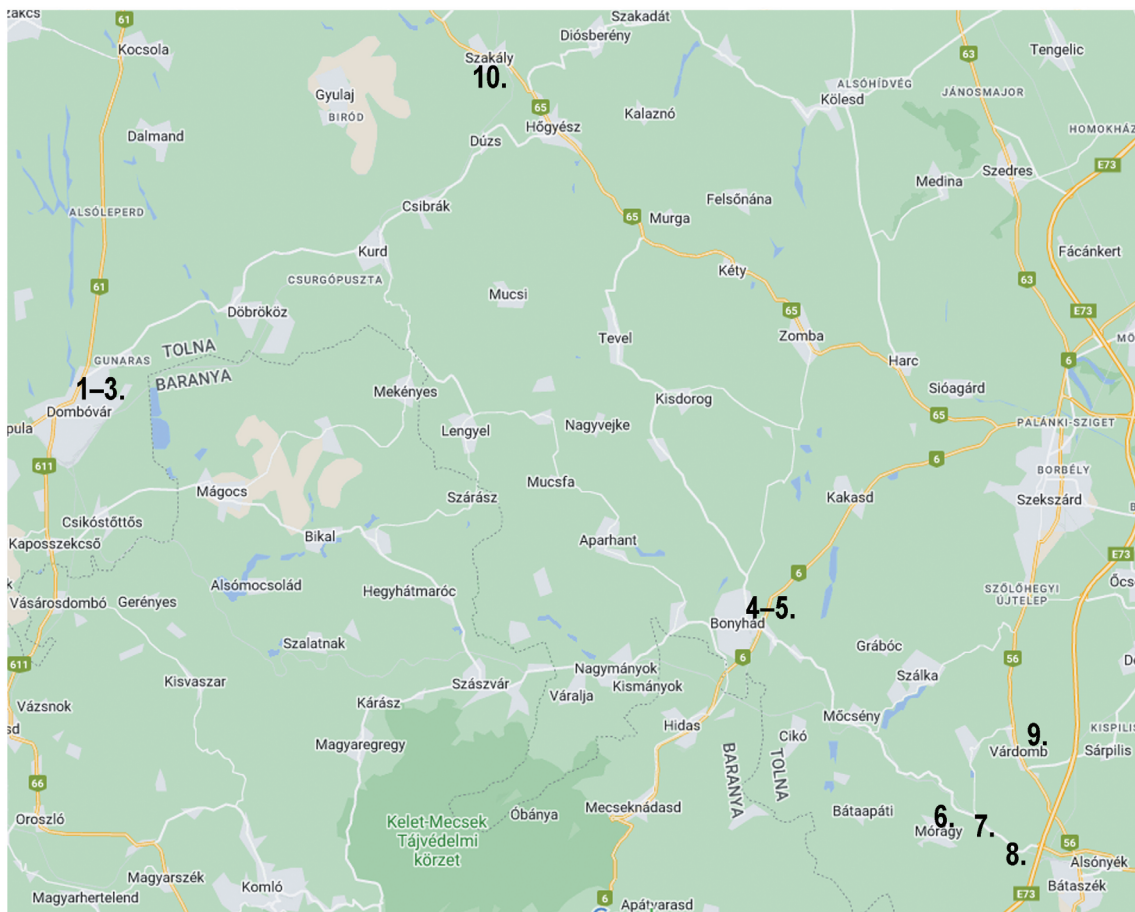 61
Kocsola
Szakadát
Diósberény
Szakály
10.
63
Tengelic
ALSÓHÍDVÉG
JÁNOSMAJOR
Kölesd
Gyulaj
BIRÓD
65
Kalaznó
Hőgyész
HOMOKHÁZ
Dalmand
Dúzs
E73
Szedres
Medina
Csibrák
Felsőnána
ALSÓLEPERD
65
Murga
Kurd
Fácánkert
Kéty
CSURGÓPUSZTA
63
61
Mucsi
Döbrököz
65
E73
Tevel
Zomba
TOLNA
GUNARAS
Harc
6
BARANYA
1–3.
Mekényes
Sióagárd
Dombóvár
Kisdorog
65
pula
Lengyel
Nagyvejke
PALÁNKI-SZIGET
6
611
BORBÉLY
Mucsfa
Mágocs
Szárász
Kakasd
Szekszárd
Csikóstőttős
Bikal
Aparhant
Kaposszekcső
E73
6
Alsómocsolád
Hegyhátmaróc
SZŐLŐHEGYI
ÚJTELEP
Vásárosdombó
Gerényes
4–5.
Bonyhád
Szalatnak
Grábóc
6
56
611
Nagymányok
Kisvaszar
Szászvár
Kismányok
Szálka
Váralja
Kárász
Vázsnok
Mőcsény
sd
Hidas
KISPILIS
Cikó
9.
Magyaregregy
Várdomb
Sárpilis
BARANYA
TOLNA
66
Mecseknádasd
Bátaapáti
6.
Óbánya
7.
Oroszló
Kelet-Mecsek
Tájvédelmi
körzet
Mórágy
56
8.
Alsónyék
Magyarszék
Komló
Bátaszék
E73
Magyarhertelend
6
Apátvarasd